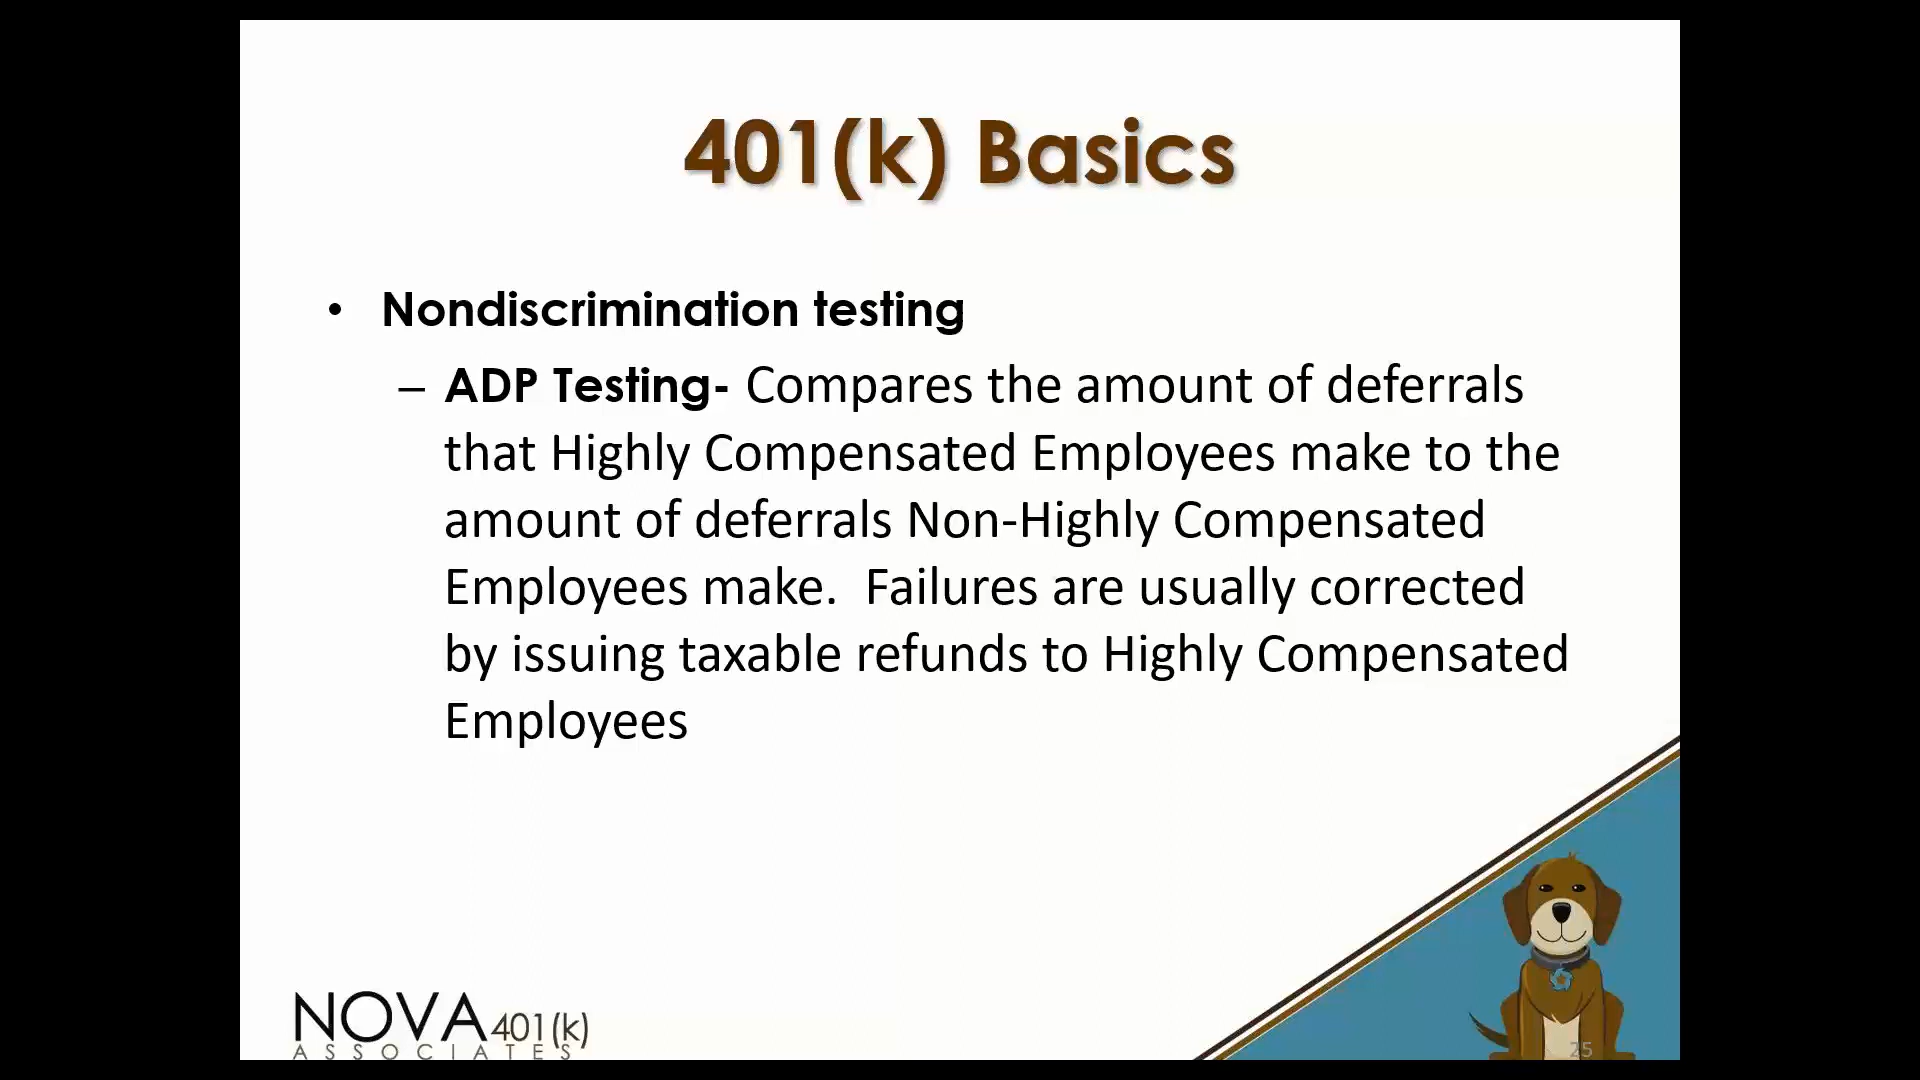 401(k) Basics
• Nondiscrimination testing
– ADP Testing- Compares the amount of deferrals
that Highly Compensated Employees make to the
amount of deferrals Non-Highly Compensated
Employees make.  Failures are usually corrected
by issuing taxable refunds to Highly Compensated
Employees
NOVA 401(k)
ASSOCIATES
25